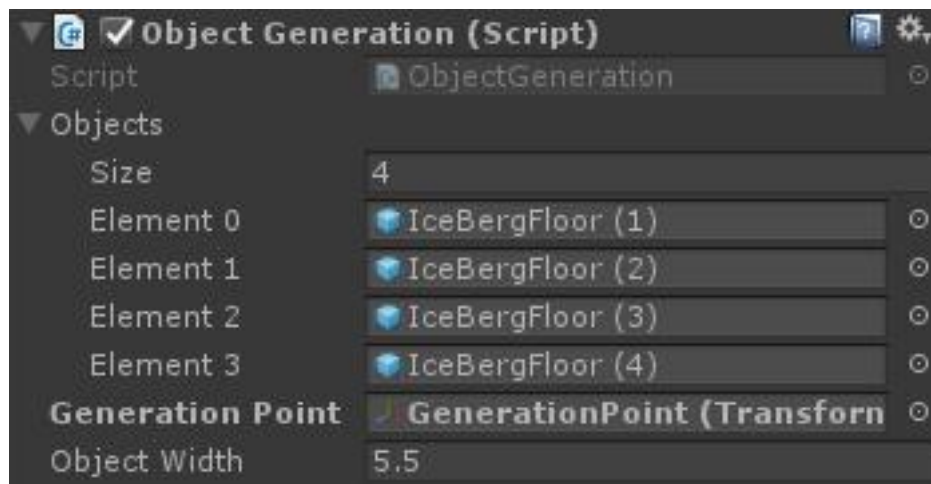 Object Generation (Script)
Script ObjectGeneration
Objects
Size 4
Element 0 IceBergFloor (1)
Element 1 IceBergFloor (2)
Element 2 IceBergFloor (3)
Element 3 IceBergFloor (4)
Generation Point GenerationPoint (Transforn
Object Width 5.5